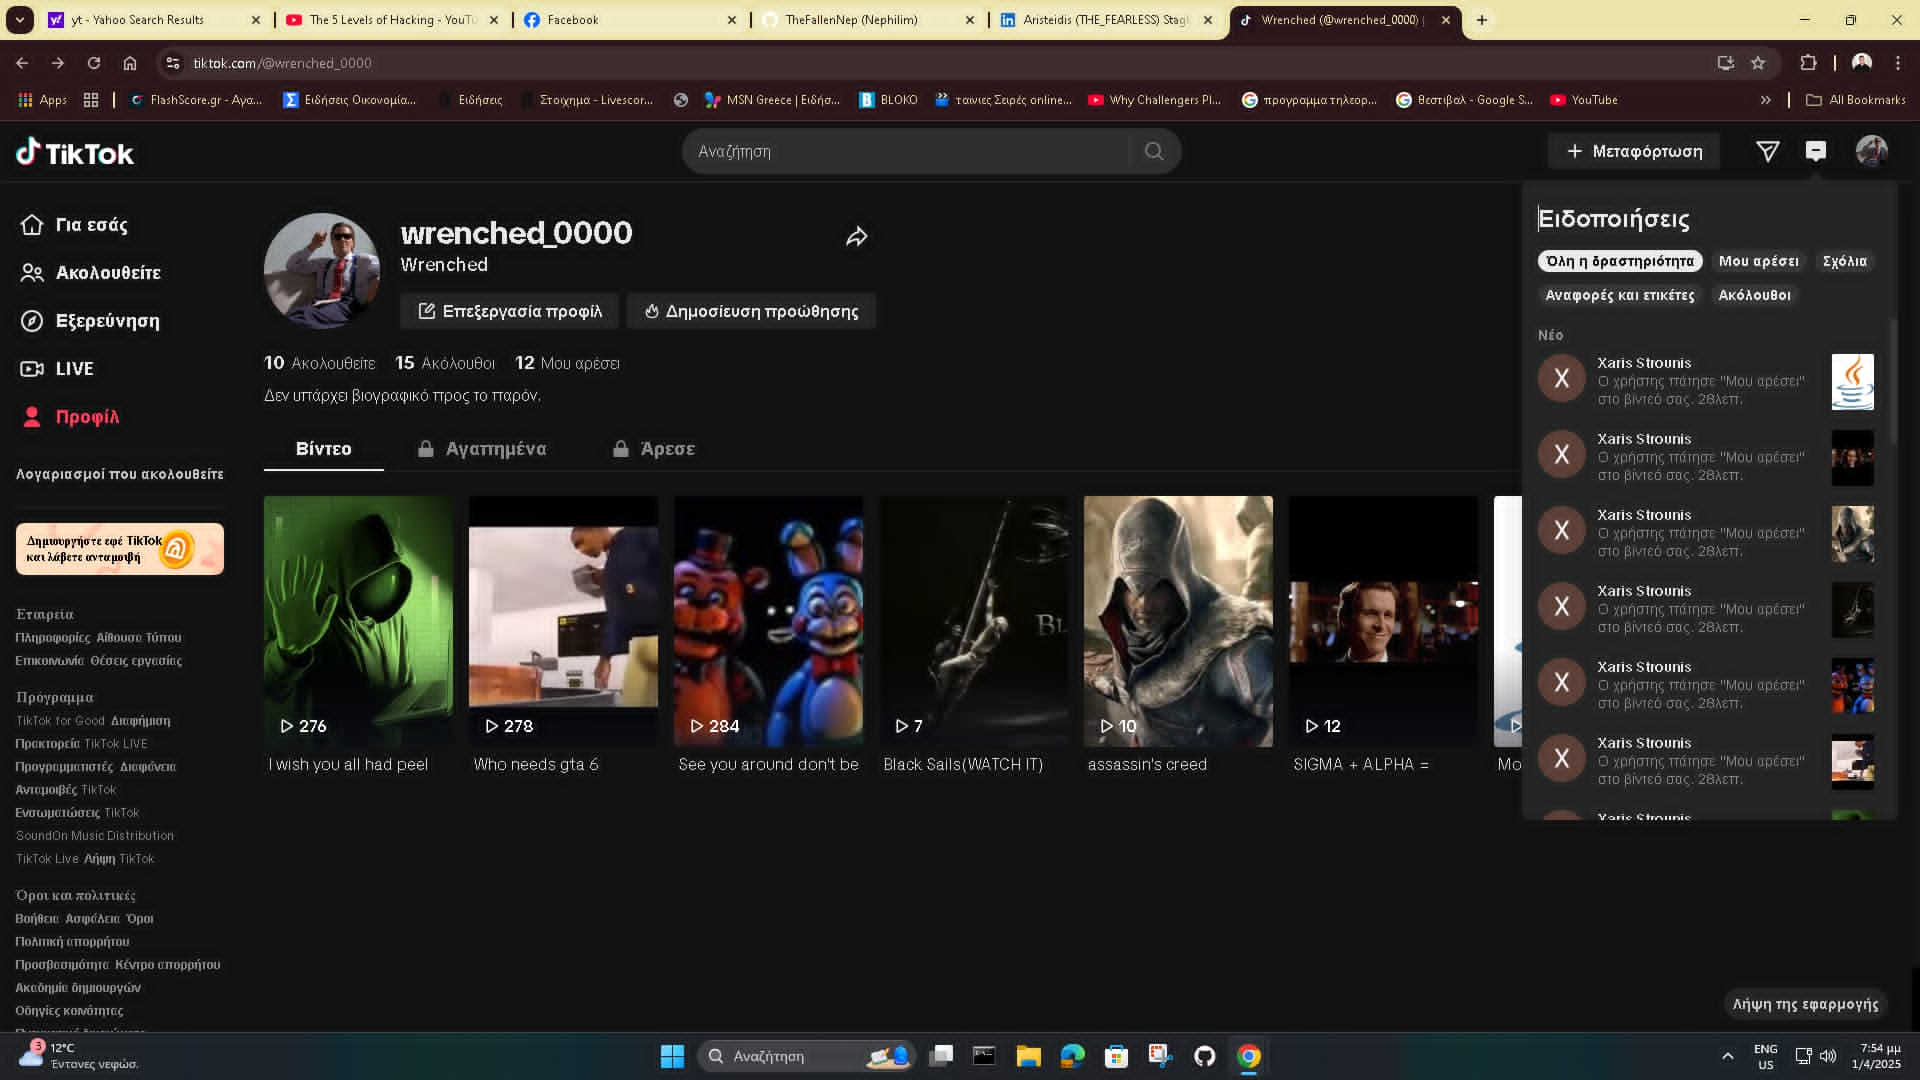 yt - Yahoo Search Results
The 5 Levels of Hacking - YouTu
Facebook
TheFallenNep (Nephilim)
Aristeidis (THE_FEARLESS) Stag
Wrenched (@wrenched_0000) |
tiktok.com/@wrenched_0000
Apps
FlashScore.gr - Αγα...
Ειδήσεις Οικονομία...
Ειδήσεις
Στοιχημα - Livescor...
MSN Greece | Ειδήσ...
BLOKO
ταινιες Σειρές online...
Why Challengers Pl...
προγραμμα τηλεορ...
θεστιβαλ - Google S...
YouTube
All Bookmarks
TikTok
Αναζήτηση
Μεταφόρτωση
Για εσάς
Ακολουθείτε
Εξερεύνηση
LIVE
Προφίλ
Λογαριασμοί που ακολουθείτε
Δημιουργήστε εφέ TikTok
και λάβετε ανταμοιβή
Εταιρεία
Πληροφορίες Αίθουσα Τύπου
Επικοινωνία Θέσεις εργασίας
Πρόγραμμα
TikTok for Good Διαφήμιση
Πρακτορεία TikTok LIVE
Προγραμματιστές Διαφάνεια
Ανταμοιβές TikTok
Ενσωματώσεις TikTok
SoundOn Music Distribution
TikTok Live Λήψη TikTok
Όροι και πολιτικές
Βοήθεια Ασφάλεια Όροι
Πολιτική απορρήτου
Προσβασιμότητα Κέντρο απορρήτου
Ακαδημία δημιουργών
Οδηγίες κοινότητας
wrenched_0000
Wrenched
Επεξεργασία προφίλ
Δημοσίευση προώθησης
10 Ακολουθείτε 15 Ακόλουθοι 12 Μου αρέσει
Δεν υπάρχει βιογραφικό προς το παρόν.
Βίντεο
Αγαπημένα
Άρεσε
276
278
284
BL
7
10
12
I wish you all had peel
Who needs gta 6
See you around don't be
Black Sails(WATCH IT)
assassin's creed
SIGMA + ALPHA =
Mo
Ειδοποιήσεις
Όλη η δραστηριότητα
Μου αρέσει
Σχόλια
Αναφορές και ετικέτες
Ακόλουθοι
Νέο
X
Xaris Strounis
Ο χρήστης πάτησε "Μου αρέσει"
στο βίντεό σας. 28λεπ.
X
Xaris Strounis
Ο χρήστης πάτησε "Μου αρέσει"
στο βίντεό σας. 28λεπ.
X
Xaris Strounis
Ο χρήστης πάτησε "Μου αρέσει"
στο βίντεό σας. 28λεπ.
X
Xaris Strounis
Ο χρήστης πάτησε "Μου αρέσει"
στο βίντεό σας. 28λεπ.
X
Xaris Strounis
Ο χρήστης πάτησε "Μου αρέσει"
στο βίντεό σας. 28λεπ.
X
Xaris Strounis
Ο χρήστης πάτησε "Μου αρέσει"
στο βίντεό σας. 28λεπ.
Xaris Strounis
Λήψη της εφαρμογής
3
12°C
Έντονες νεφώσ.
Αναζήτηση
ENG
US
7:54 μμ
1/4/2025